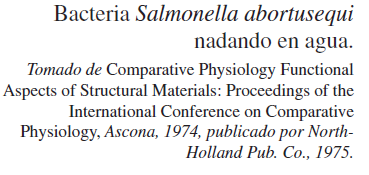 Bacteria Salmonella abortusequi
nadando en agua.
Tomado de Comparative Physiology Functional
Aspects of Structural Materials: Proceedings of the
International Conference on Comparative
Physiology, Ascona, 1974, publicado por North-
Holland Pub. Co., 1975.